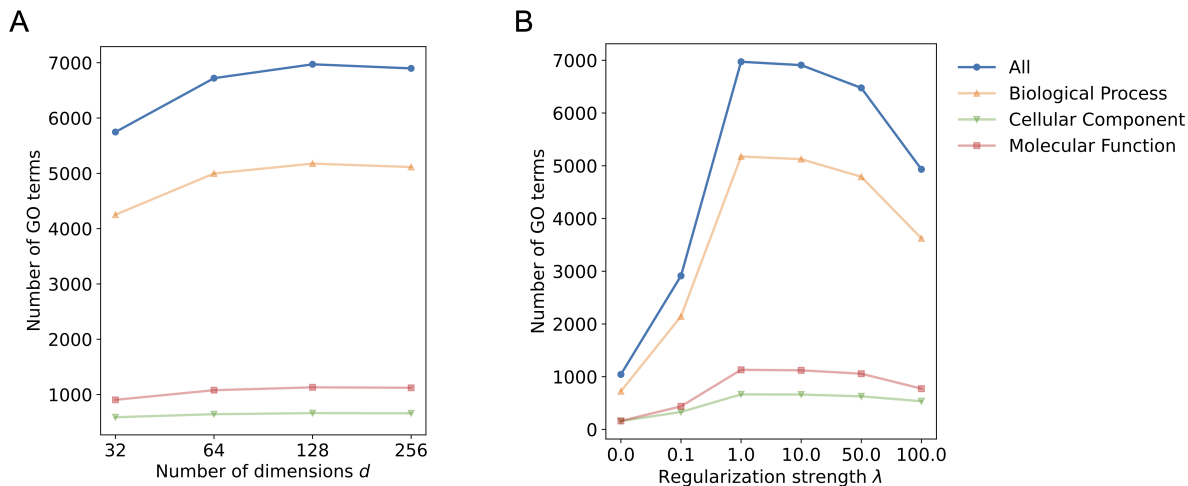 A
7000
6000
5000
4000
3000
2000
1000
Number of GO terms
32 64 128 256
Number of dimensions d
B
7000
6000
5000
4000
3000
2000
1000
0
Number of GO terms
0.0 0.1 1.0 10.0 50.0 100.0
Regularization strength λ
All
Biological Process
Cellular Component
Molecular Function